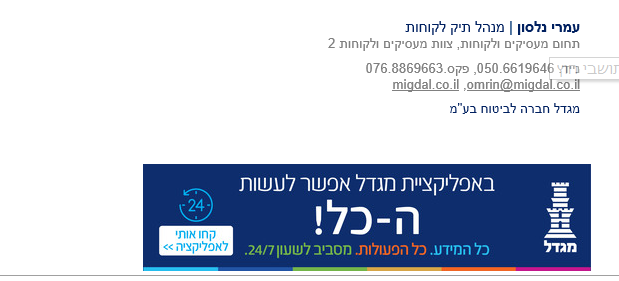 עמרי נלסון | מנהל תיק לקוחות
תחום מעסיקים ולקוחות, צוות מעסיקים ולקוחות 2
נייד 050.6619646, פקס.076.8869663
omrin@migdal.co.il, migdal.co.il
תושבי חוץ
מגדל חברה לביטוח בע"מ
באפליקציית מגדל אפשר לעשות
ה-כל!
כל המידע. כל הפעולות. מסביב לשעון 24/7
-24
קחו אותי
לאפליקציה >>
מגדל